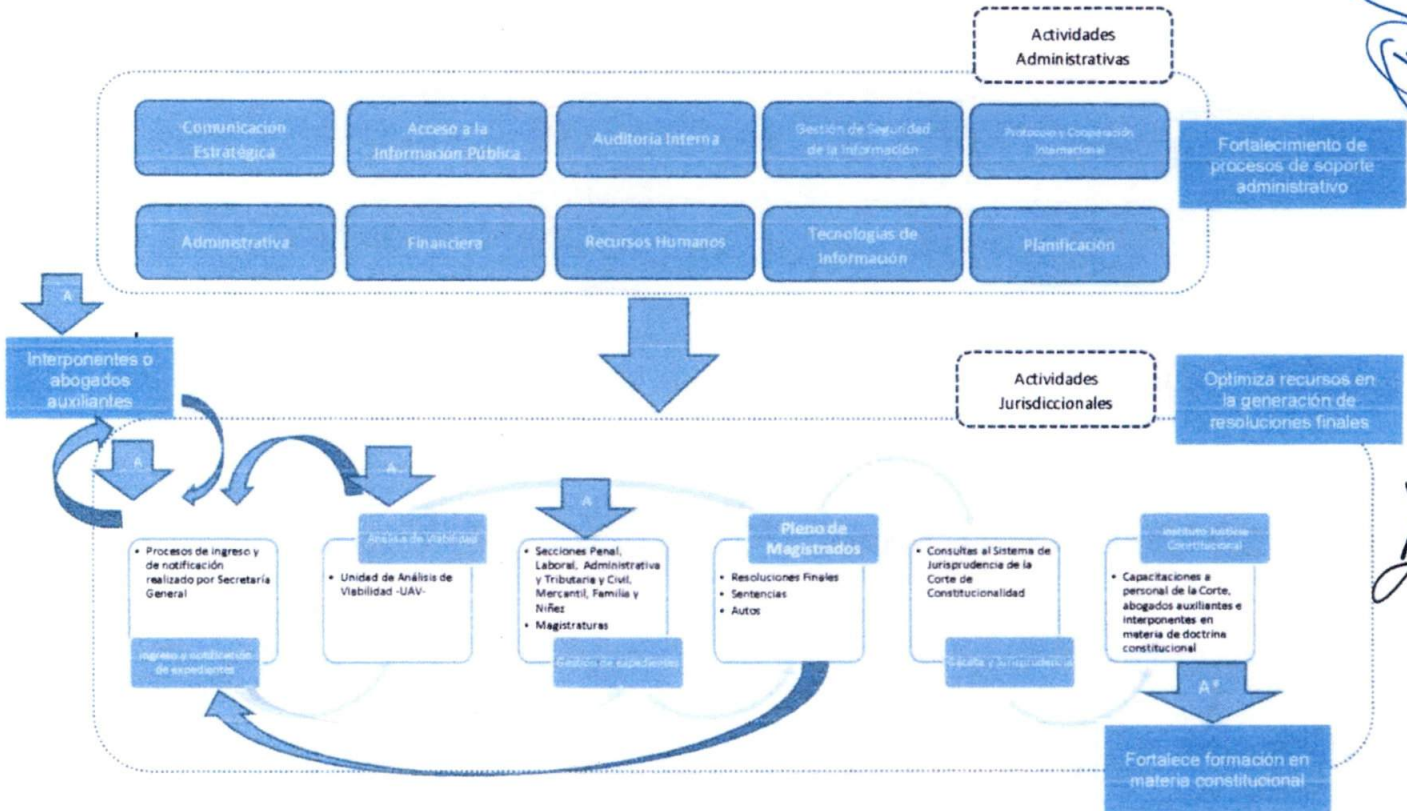 Actividades
Administrativas
Comunicación
Estratégica
Acceso a la
Información Pública
Auditoría Interna
Gestión de Seguridad
de la Información
Protocolo y Cooperación
Internacional
Fortalecimiento de
procesos de soporte
administrativo
Administrativa
Financiera
Recursos Humanos
Tecnologías de
Información
Planificación
A
Interponentes o
abogados
auxiliantes
Actividades
Jurisdiccionales
Optimiza recursos en
la generación de
resoluciones finales
A
A
A
• Procesos de ingreso y
de notificación
realizado por Secretaría
General
Ingreso y notificación
de expedientes
Análisis de Viabilidad
• Unidad de Análisis de
Viabilidad -UAV-
• Secciones Penal,
Laboral, Administrativa
y Tributaria y Civil,
Mercantil, Familia y
Niñez
• Magistraturas
Gestión de expedientes
Pleno de
Magistrados
• Resoluciones Finales
• Sentencias
• Autos
• Consultas al Sistema de
Jurisprudencia de la
Corte de
Constitucionalidad
Gaceta y Jurisprudencia
Instituto Justicia
Constitucional
• Capacitaciones a
personal de la Corte,
abogados auxiliantes e
interponentes en
materia de doctrina
constitucional
Fortalece formación en
materia constitucional